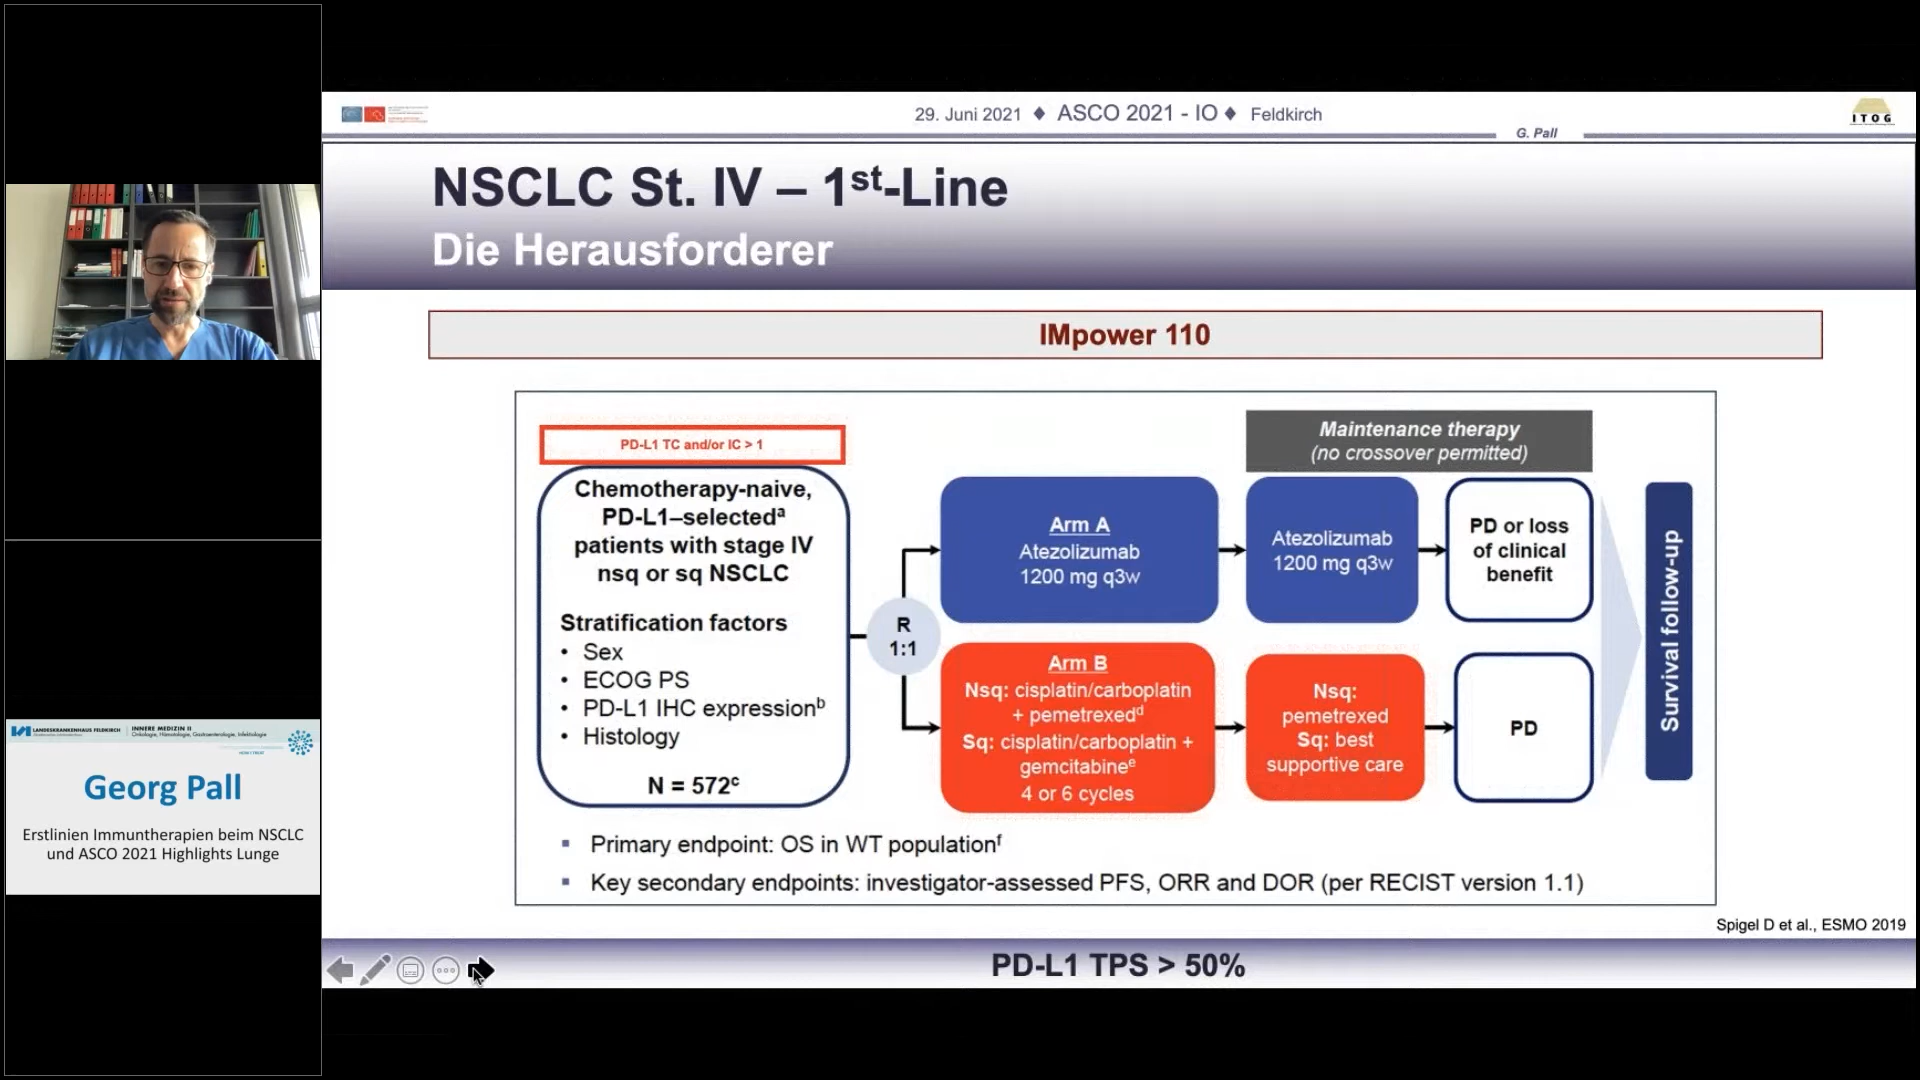 29. Juni 2021 ♦ ASCO 2021 - IO ♦ Feldkirch
G. Pall
ITOG
NSCLC St. IV – 1st-Line
Die Herausforderer
IMpower 110
PD-L1 TC and/or IC > 1
Chemotherapy-naive,
PD-L1–selectedª
patients with stage IV
nsq or sq NSCLC
Stratification factors
• Sex
• ECOG PS
• PD-L1 IHC expressionᵇ
• Histology
N = 572ᶜ
R
1:1
Arm A
Atezolizumab
1200 mg q3w
Arm B
Nsq: cisplatin/carboplatin
+ pemetrexedᵈ
Sq: cisplatin/carboplatin +
gemcitabineᵉ
4 or 6 cycles
Maintenance therapy
(no crossover permitted)
Atezolizumab
1200 mg q3w
Nsq:
pemetrexed
Sq: best
supportive care
PD or loss
of clinical
benefit
PD
Survival follow-up
▪ Primary endpoint: OS in WT populationᶠ
▪ Key secondary endpoints: investigator-assessed PFS, ORR and DOR (per RECIST version 1.1)
Spigel D et al., ESMO 2019
PD-L1 TPS > 50%
LANDESKRANKENHAUS FELDKIRCH
INNERE MEDIZIN II
Onkologie, Hämatologie, Gastroenterologie, Infektiologie
Georg Pall
Erstlinien Immuntherapien beim NSCLC
und ASCO 2021 Highlights Lunge